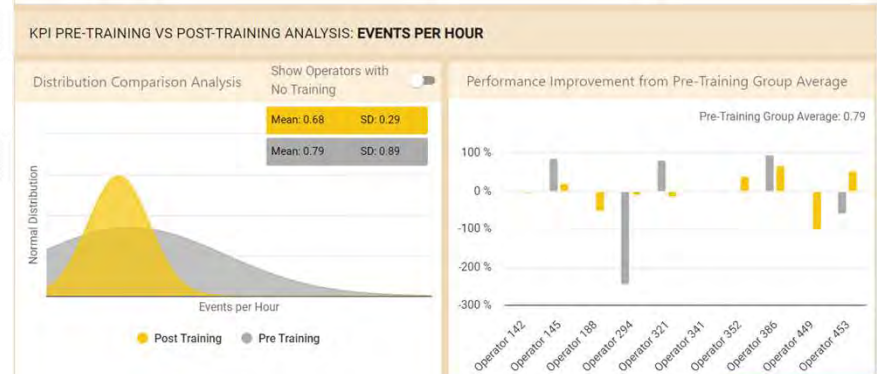 KPI PRE-TRAINING VS POST-TRAINING ANALYSIS: EVENTS PER HOUR
Distribution Comparison Analysis
Show Operators with
No Training
Mean: 0.68 SD: 0.29
Mean: 0.79 SD: 0.89
Normal Distribution
Events per Hour
Post Training
Pre Training
Performance Improvement from Pre-Training Group Average
Pre-Training Group Average: 0.79
100 %
0 %
-100 %
-200 %
-300 %
Operator 142
Operator 145
Operator 188
Operator 294
Operator 321
Operator 341
Operator 352
Operator 386
Operator 449
Operator 453